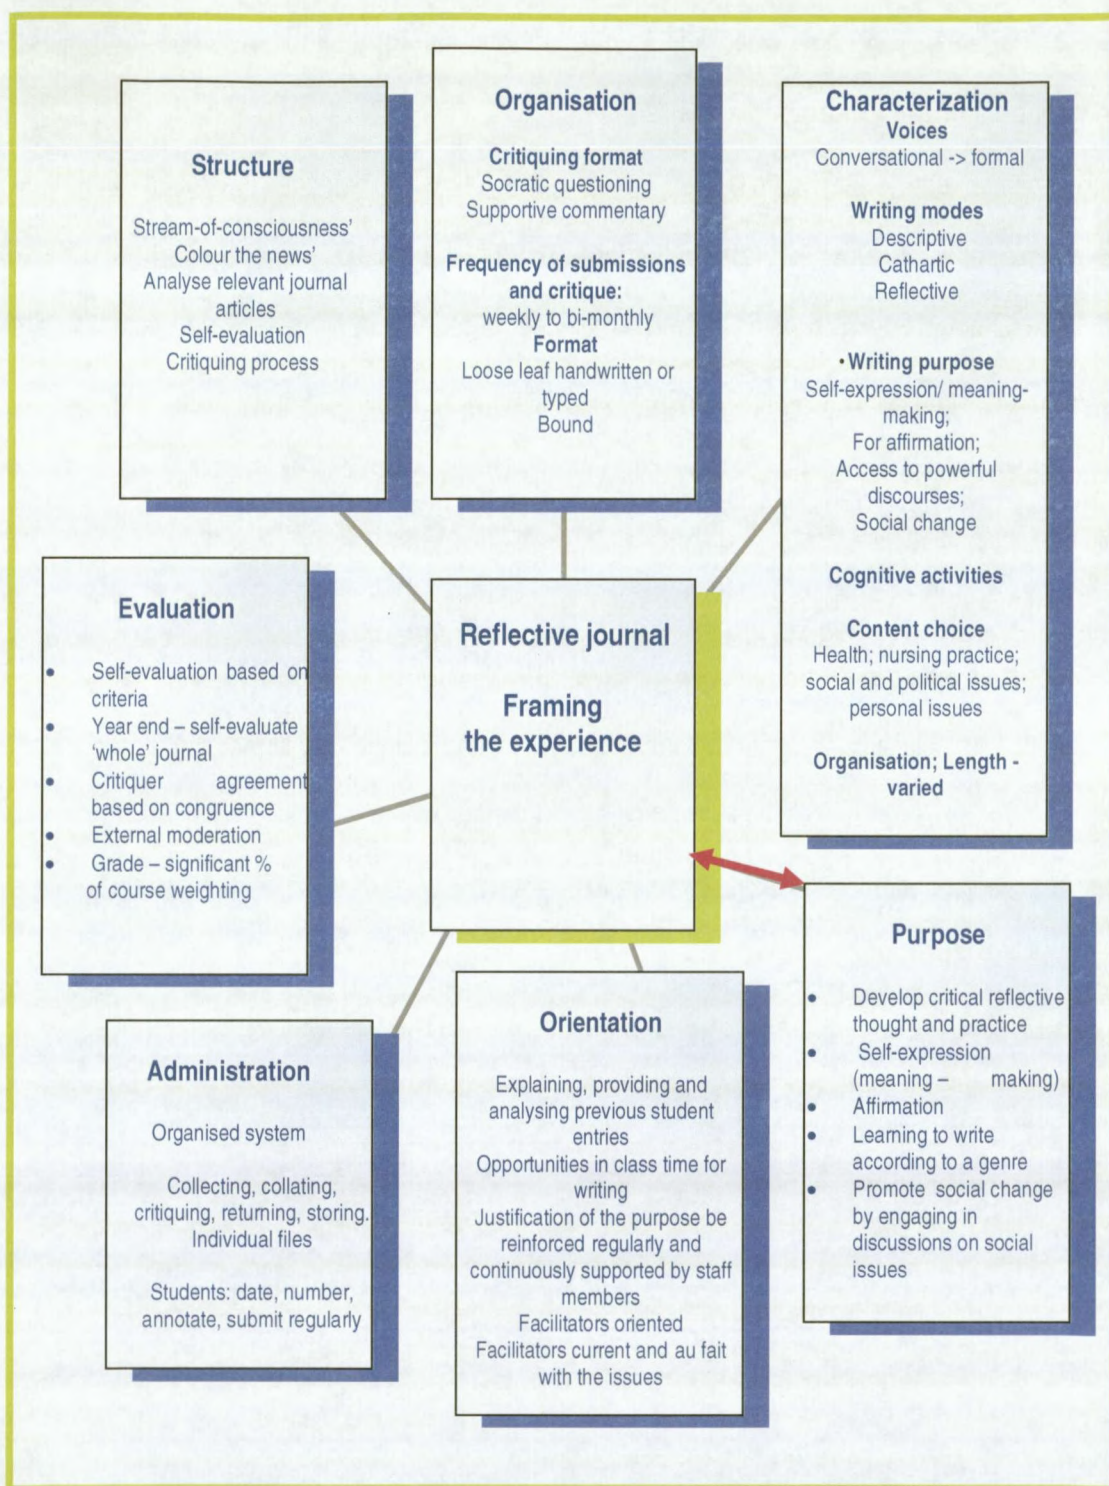 Structure
Stream-of-consciousness'
Colour the news'
Analyse relevant journal
articles
Self-evaluation
Critiquing process
Organisation
Critiquing format
Socratic questioning
Supportive commentary
Frequency of submissions
and critique:
weekly to bi-monthly
Format
Loose leaf handwritten or
typed
Bound
Characterization
Voices
Conversational -> formal
Writing modes
Descriptive
Cathartic
Reflective
• Writing purpose
Self-expression/ meaning-
making;
For affirmation;
Access to powerful
discourses;
Social change
Cognitive activities
Content choice
Health; nursing practice;
social and political issues;
personal issues
Organisation; Length -
varied
Evaluation
• Self-evaluation based on
criteria
• Year end – self-evaluate
'whole' journal
• Critiquer agreement
based on congruence
• External moderation
• Grade – significant %
of course weighting
Reflective journal
Framing
the experience
Purpose
• Develop critical reflective
thought and practice
• Self-expression
(meaning – making)
• Affirmation
• Learning to write
according to a genre
• Promote social change
by engaging in
discussions on social
issues
Administration
Organised system
Collecting, collating,
critiquing, returning, storing.
Individual files
Students: date, number,
annotate, submit regularly
Orientation
Explaining, providing and
analysing previous student
entries
Opportunities in class time for
writing
Justification of the purpose be
reinforced regularly and
continuously supported by staff
members
Facilitators oriented
Facilitators current and au fait
with the issues